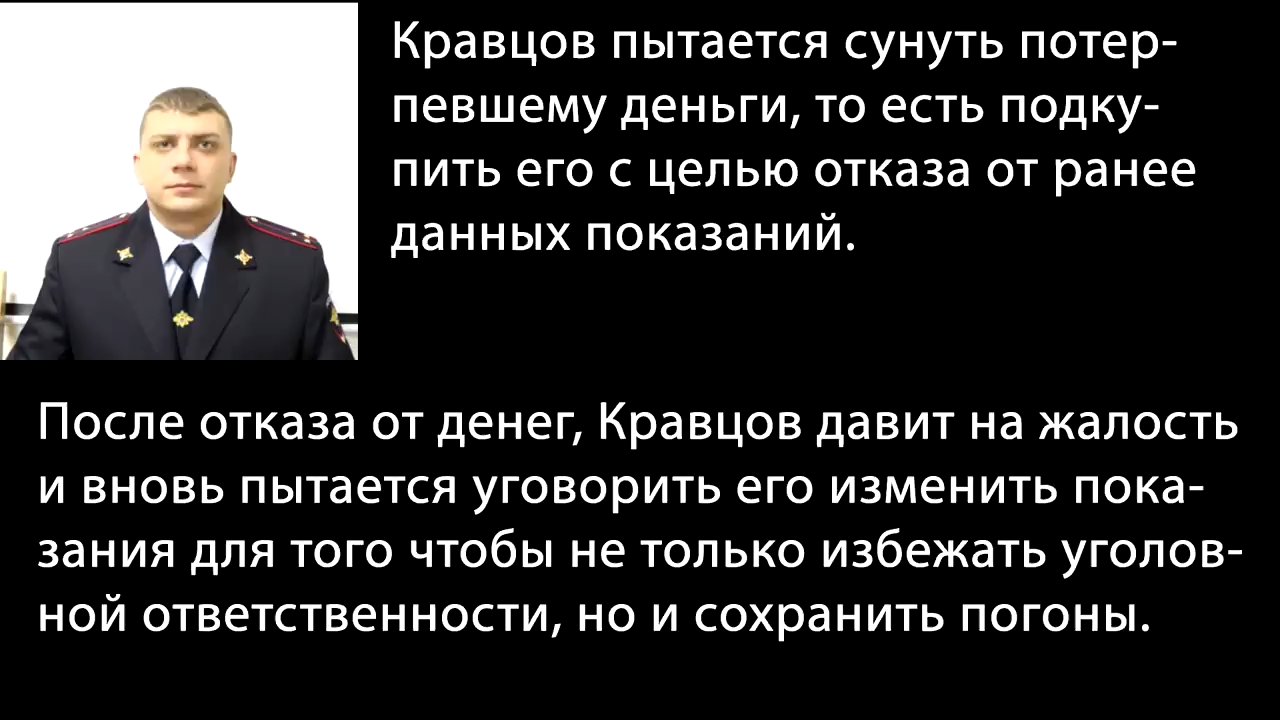 Кравцов пытается сунуть потер-
певшему деньги, то есть подку-
пить его с целью отказа от ранее
данных показаний.
После отказа от денег, Кравцов давит на жалость
и вновь пытается уговорить его изменить пока-
зания для того чтобы не только избежать уголов-
ной ответственности, но и сохранить погоны.